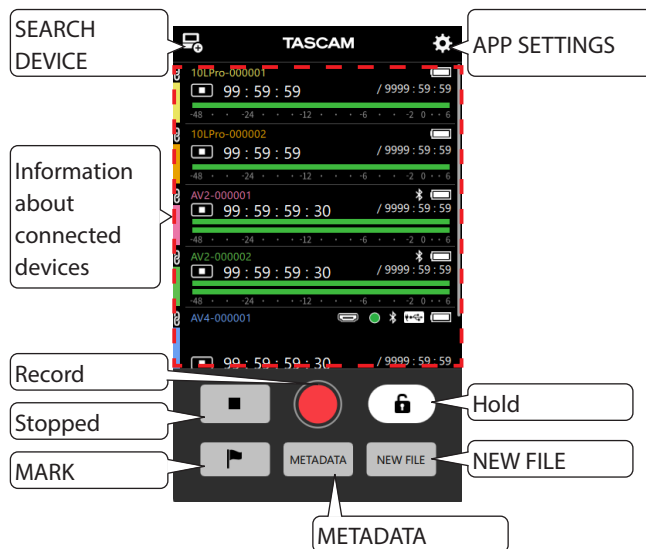 SEARCH
DEVICE
TASCAM
APP SETTINGS
10LPro-000001
99 : 59 : 59
/ 9999 : 59 : 59
-48 · · -24 · · · -12 · · · -6 · · -2 0 · · 6
10LPro-000002
99 : 59 : 59
/ 9999 : 59 : 59
-48 · · -24 · · · -12 · · · -6 · · -2 0 · · 6
Information
about
connected
devices
AV2-000001
99 : 59 : 59 : 30
/ 9999 : 59 : 59
-48 · · -24 · · · -12 · · · -6 · · -2 0 · · 6
AV2-000002
99 : 59 : 59 : 30
/ 9999 : 59 : 59
-48 · · -24 · · · -12 · · · -6 · · -2 0 · · 6
AV4-000001
99 : 59 : 59 : 30
/ 9999 : 59 : 59
Record
Stopped
Hold
MARK
METADATA
NEW FILE
NEW FILE
METADATA